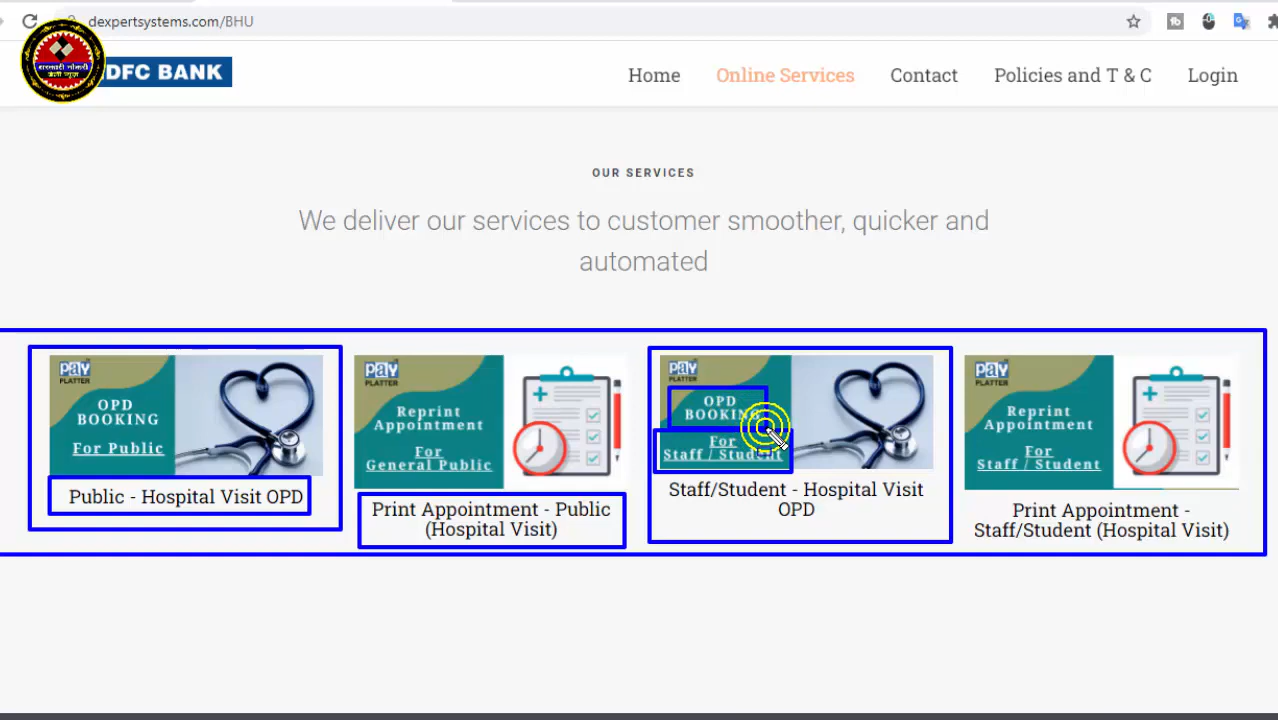 dexpertsystems.com/BHU
सरकारी नौकरी
डेली न्यूज़
DFC BANK
Home
Online Services
Contact
Policies and T & C
Login
OUR SERVICES
We deliver our services to customer smoother, quicker and
automated
pay
PLATTER
OPD
BOOKING
For Public
Public - Hospital Visit OPD
pay
PLATTER
Reprint
Appointment
For
General Public
Print Appointment - Public
(Hospital Visit)
pay
PLATTER
OPD
BOOKING
For
Staff / Student
Staff/Student - Hospital Visit
OPD
pay
PLATTER
Reprint
Appointment
For
Staff / Student
Print Appointment -
Staff/Student (Hospital Visit)